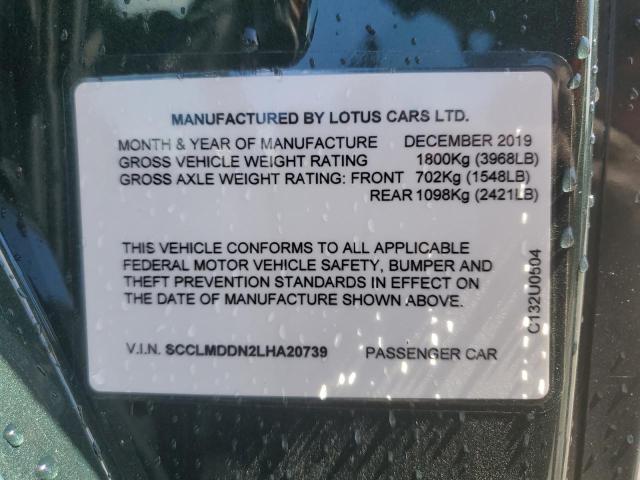 MANUFACTURED BY LOTUS CARS LTD.
MONTH & YEAR OF MANUFACTURE DECEMBER 2019
GROSS VEHICLE WEIGHT RATING 1800Kg (3968LB)
GROSS AXLE WEIGHT RATING: FRONT 702Kg (1548LB)
REAR 1098Kg (2421LB)
THIS VEHICLE CONFORMS TO ALL APPLICABLE
FEDERAL MOTOR VEHICLE SAFETY, BUMPER AND
THEFT PREVENTION STANDARDS IN EFFECT ON
THE DATE OF MANUFACTURE SHOWN ABOVE.
V.I.N. SCCLMDDN2LHA20739 PASSENGER CAR
C132U0504